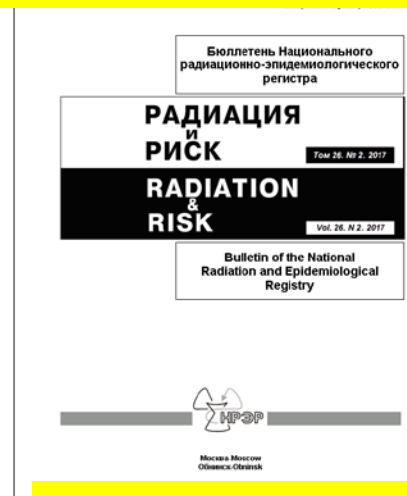 Бюллетень Национального
радиационно-эпидемиологического
регистра
РАДИАЦИЯ
и
РИСК
Том 26. № 2. 2017
RADIATION
&
RISK
Vol. 26. N 2. 2017
Bulletin of the National
Radiation and Epidemiological
Registry
НРЭР
Москва Moscow
Обнинск Obninsk